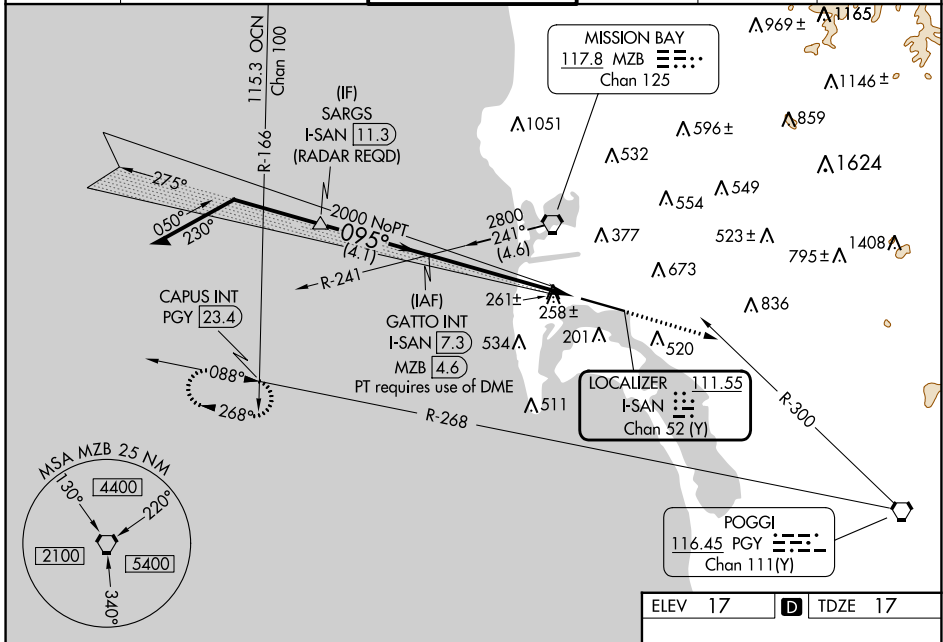 115.3 OCN
Chan 100
R-166
(IF)
SARGS
I-SAN 11.3
(RADAR REQD)
MISSION BAY
117.8 MZB
Chan 125
969 ±
1165
1146 ±
859
1051
596 ±
532
1624
549
554
377
523 ±
1408
795 ±
673
836
275°
050°
230°
2000 NoPT
095°
(4.1)
2800
241°
(4.6)
R-241
261 ±
258 ±
534
201
520
511
(IAF)
GATTO INT
I-SAN 7.3
MZB 4.6
PT requires use of DME
CAPUS INT
PGY 23.4
088°
268°
R-268
LOCALIZER 111.55
I-SAN
Chan 52 (Y)
R-300
POGGI
116.45 PGY
Chan 111(Y)
MSA MZB 25 NM
130°
4400
220°
2100
5400
340°
ELEV 17 D TDZE 17